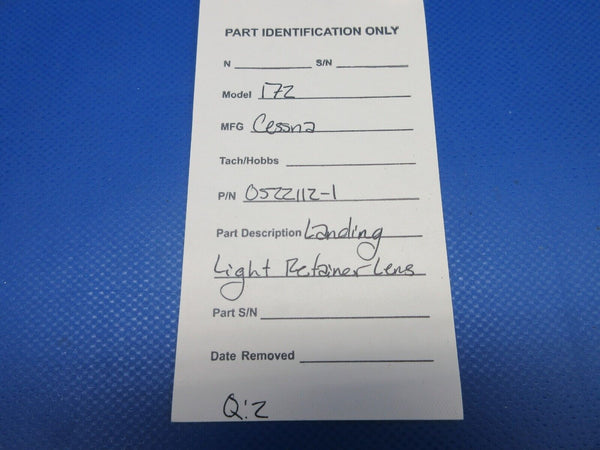 PART IDENTIFICATION ONLY
N S/N
Model 172
MFG Cessna
Tach/Hobbs
P/N 0522112-1
Part Description Landing
Light Retainer Lens
Part S/N
Date Removed
Q:2